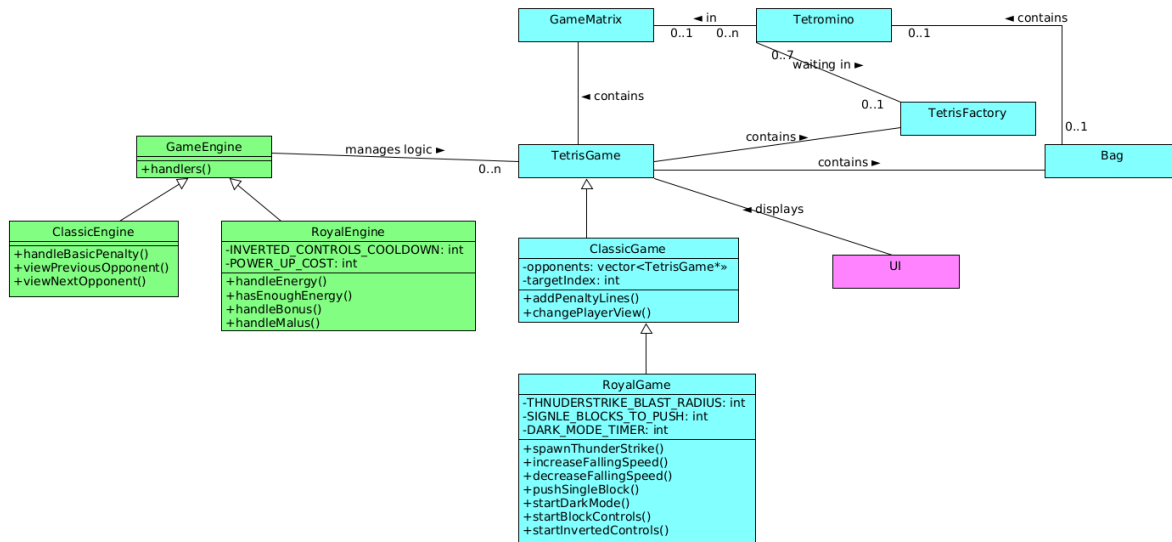 GameMatrix
◄ in
0..1
0..n
Tetromino
◄ contains
0..1
0..7
waiting in ►
◄ contains
0..1
TetrisFactory
0..1
GameEngine
+handlers()
manages logic ►
0..n
TetrisGame
contains ►
contains ►
Bag
◄ displays
ClassicEngine
+handleBasicPenalty()
+viewPreviousOpponent()
+viewNextOpponent()
RoyalEngine
-INVERTED_CONTROLS_COOLDOWN: int
-POWER_UP_COST: int
+handleEnergy()
+hasEnoughEnergy()
+handleBonus()
+handleMalus()
ClassicGame
-opponents: vector<TetrisGame*»
-targetIndex: int
+addPenaltyLines()
+changePlayerView()
UI
RoyalGame
-THNUDERSTRIKE_BLAST_RADIUS: int
-SIGNLE_BLOCKS_TO_PUSH: int
-DARK_MODE_TIMER: int
+spawnThunderStrike()
+increaseFallingSpeed()
+decreaseFallingSpeed()
+pushSingleBlock()
+startDarkMode()
+startBlockControls()
+startInvertedControls()